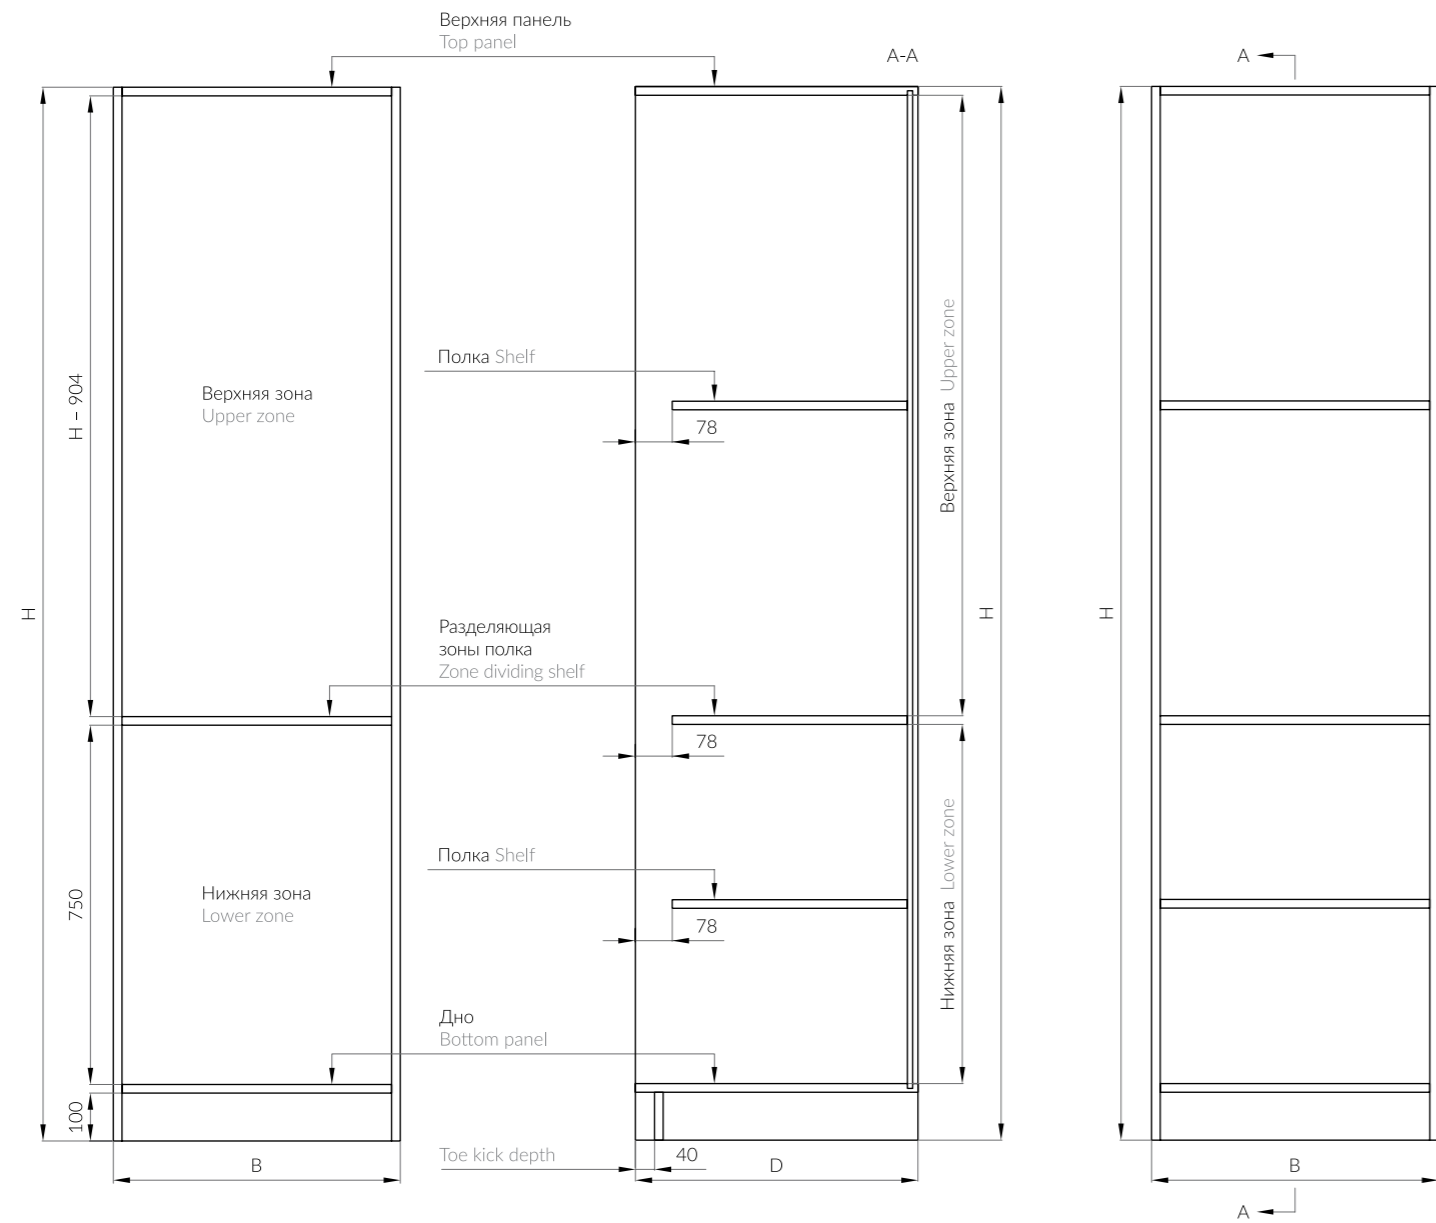 Верхняя панель
Top panel
A-A
A
H – 904
Верхняя зона
Upper zone
Полка Shelf
78
Верхняя зона Upper zone
H
H
H
Разделяющая
зоны полка
Zone dividing shelf
78
750
Нижняя зона
Lower zone
Полка Shelf
78
Нижняя зона Lower zone
Дно
Bottom panel
100
Toe kick depth
40
B
D
B
A